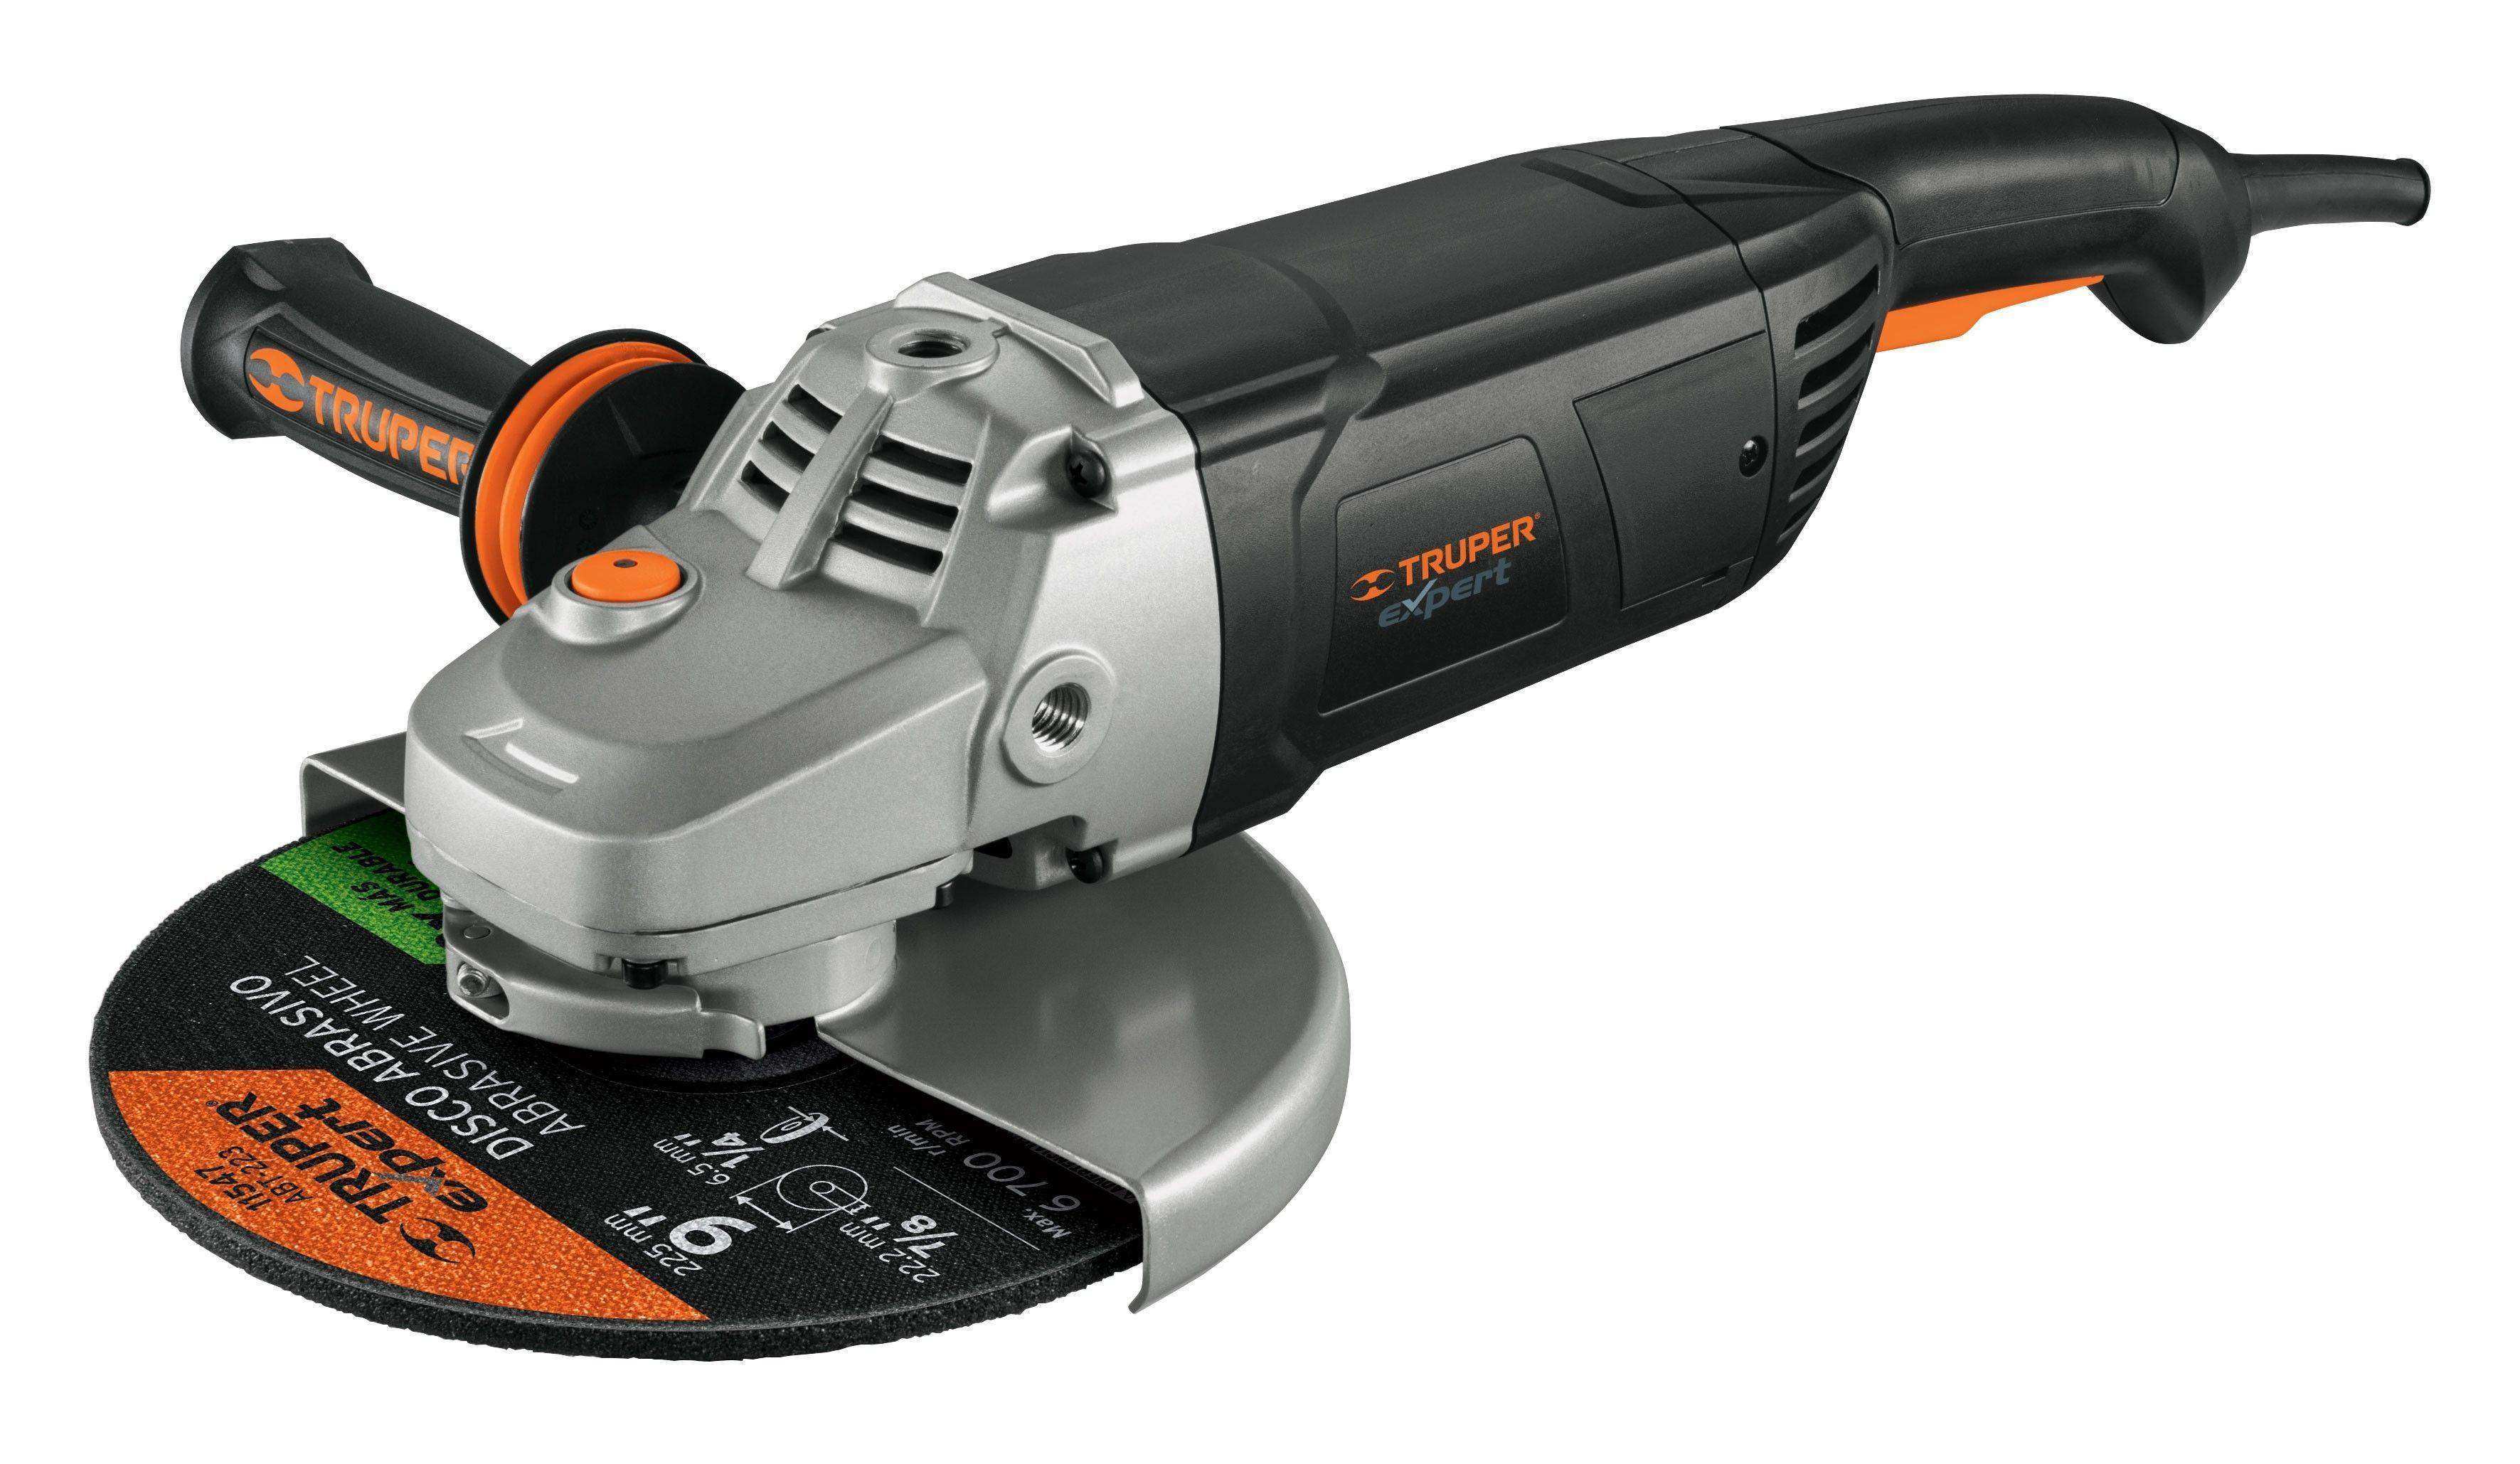 TRUPER
TRUPER®
expert
Y MÁS
DURABLE
DISCO ABRASIVO
ABRASIVE WHEEL
TRUPER®
expert
11547
ABT-223
225 mm
9"
6.5 mm
1/4"
22.2 mm
7/8"
Max.
6 700 r/min
RPM